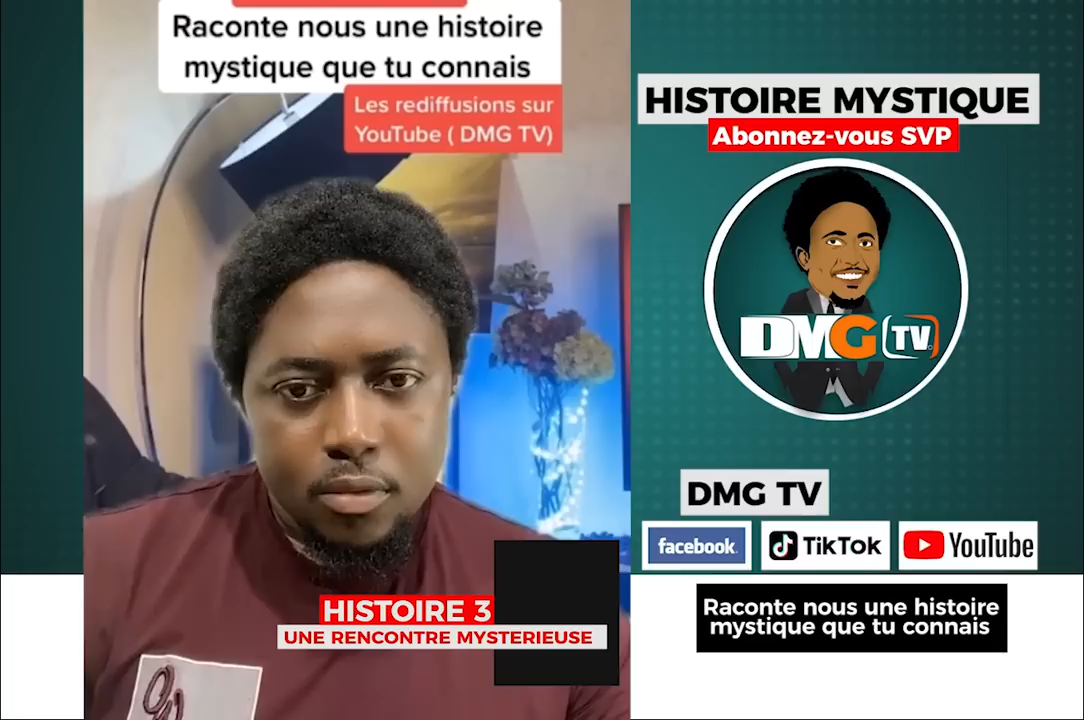 Raconte nous une histoire
mystique que tu connais
Les rediffusions sur
YouTube ( DMG TV)
HISTOIRE 3
UNE RENCONTRE MYSTERIEUSE
HISTOIRE MYSTIQUE
Abonnez-vous SVP
DMG TV
DMG TV
facebook
TikTok
YouTube
Raconte nous une histoire
mystique que tu connais